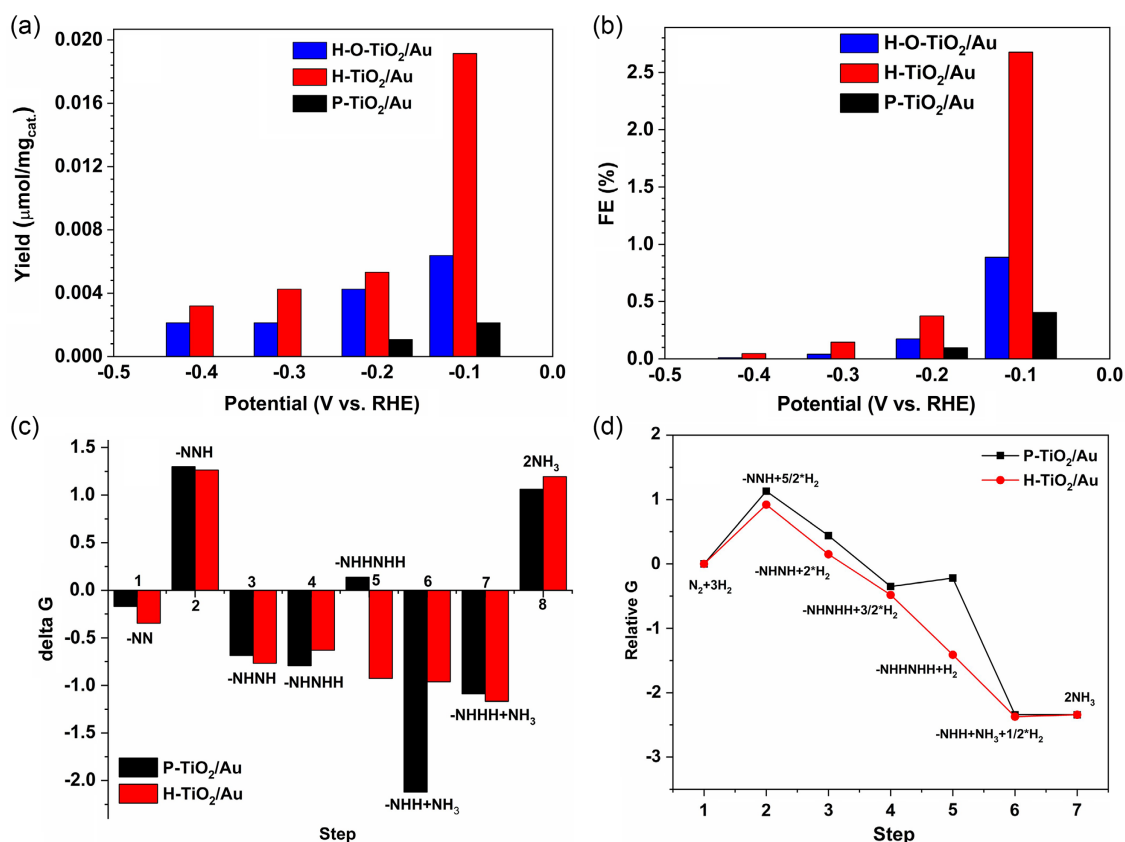 (a)
0.020
0.016
0.012
0.008
0.004
0.000
Yield (μmol/mg_cat.)
H-O-TiO₂/Au
H-TiO₂/Au
P-TiO₂/Au
-0.5 -0.4 -0.3 -0.2 -0.1 0.0
Potential (V vs. RHE)
(b)
2.5
2.0
1.5
1.0
0.5
0.0
FE (%)
H-O-TiO₂/Au
H-TiO₂/Au
P-TiO₂/Au
-0.5 -0.4 -0.3 -0.2 -0.1 0.0
Potential (V vs. RHE)
(c)
1.5
1.0
0.5
0.0
-0.5
-1.0
-1.5
-2.0
delta G
-NNH
2NH₃
-NHHNHH
1 2 3 4 5 6 7 8
-NN
-NHNH
-NHNHH
-NHHH+NH₃
-NHH+NH₃
P-TiO₂/Au
H-TiO₂/Au
Step
(d)
2
1
0
-1
-2
-3
Relative G
P-TiO₂/Au
H-TiO₂/Au
-NNH+5/2*H₂
N₂+3H₂
-NHNH+2*H₂
-NHNHH+3/2*H₂
-NHHNHH+H₂
2NH₃
-NHH+NH₃+1/2*H₂
1 2 3 4 5 6 7
Step